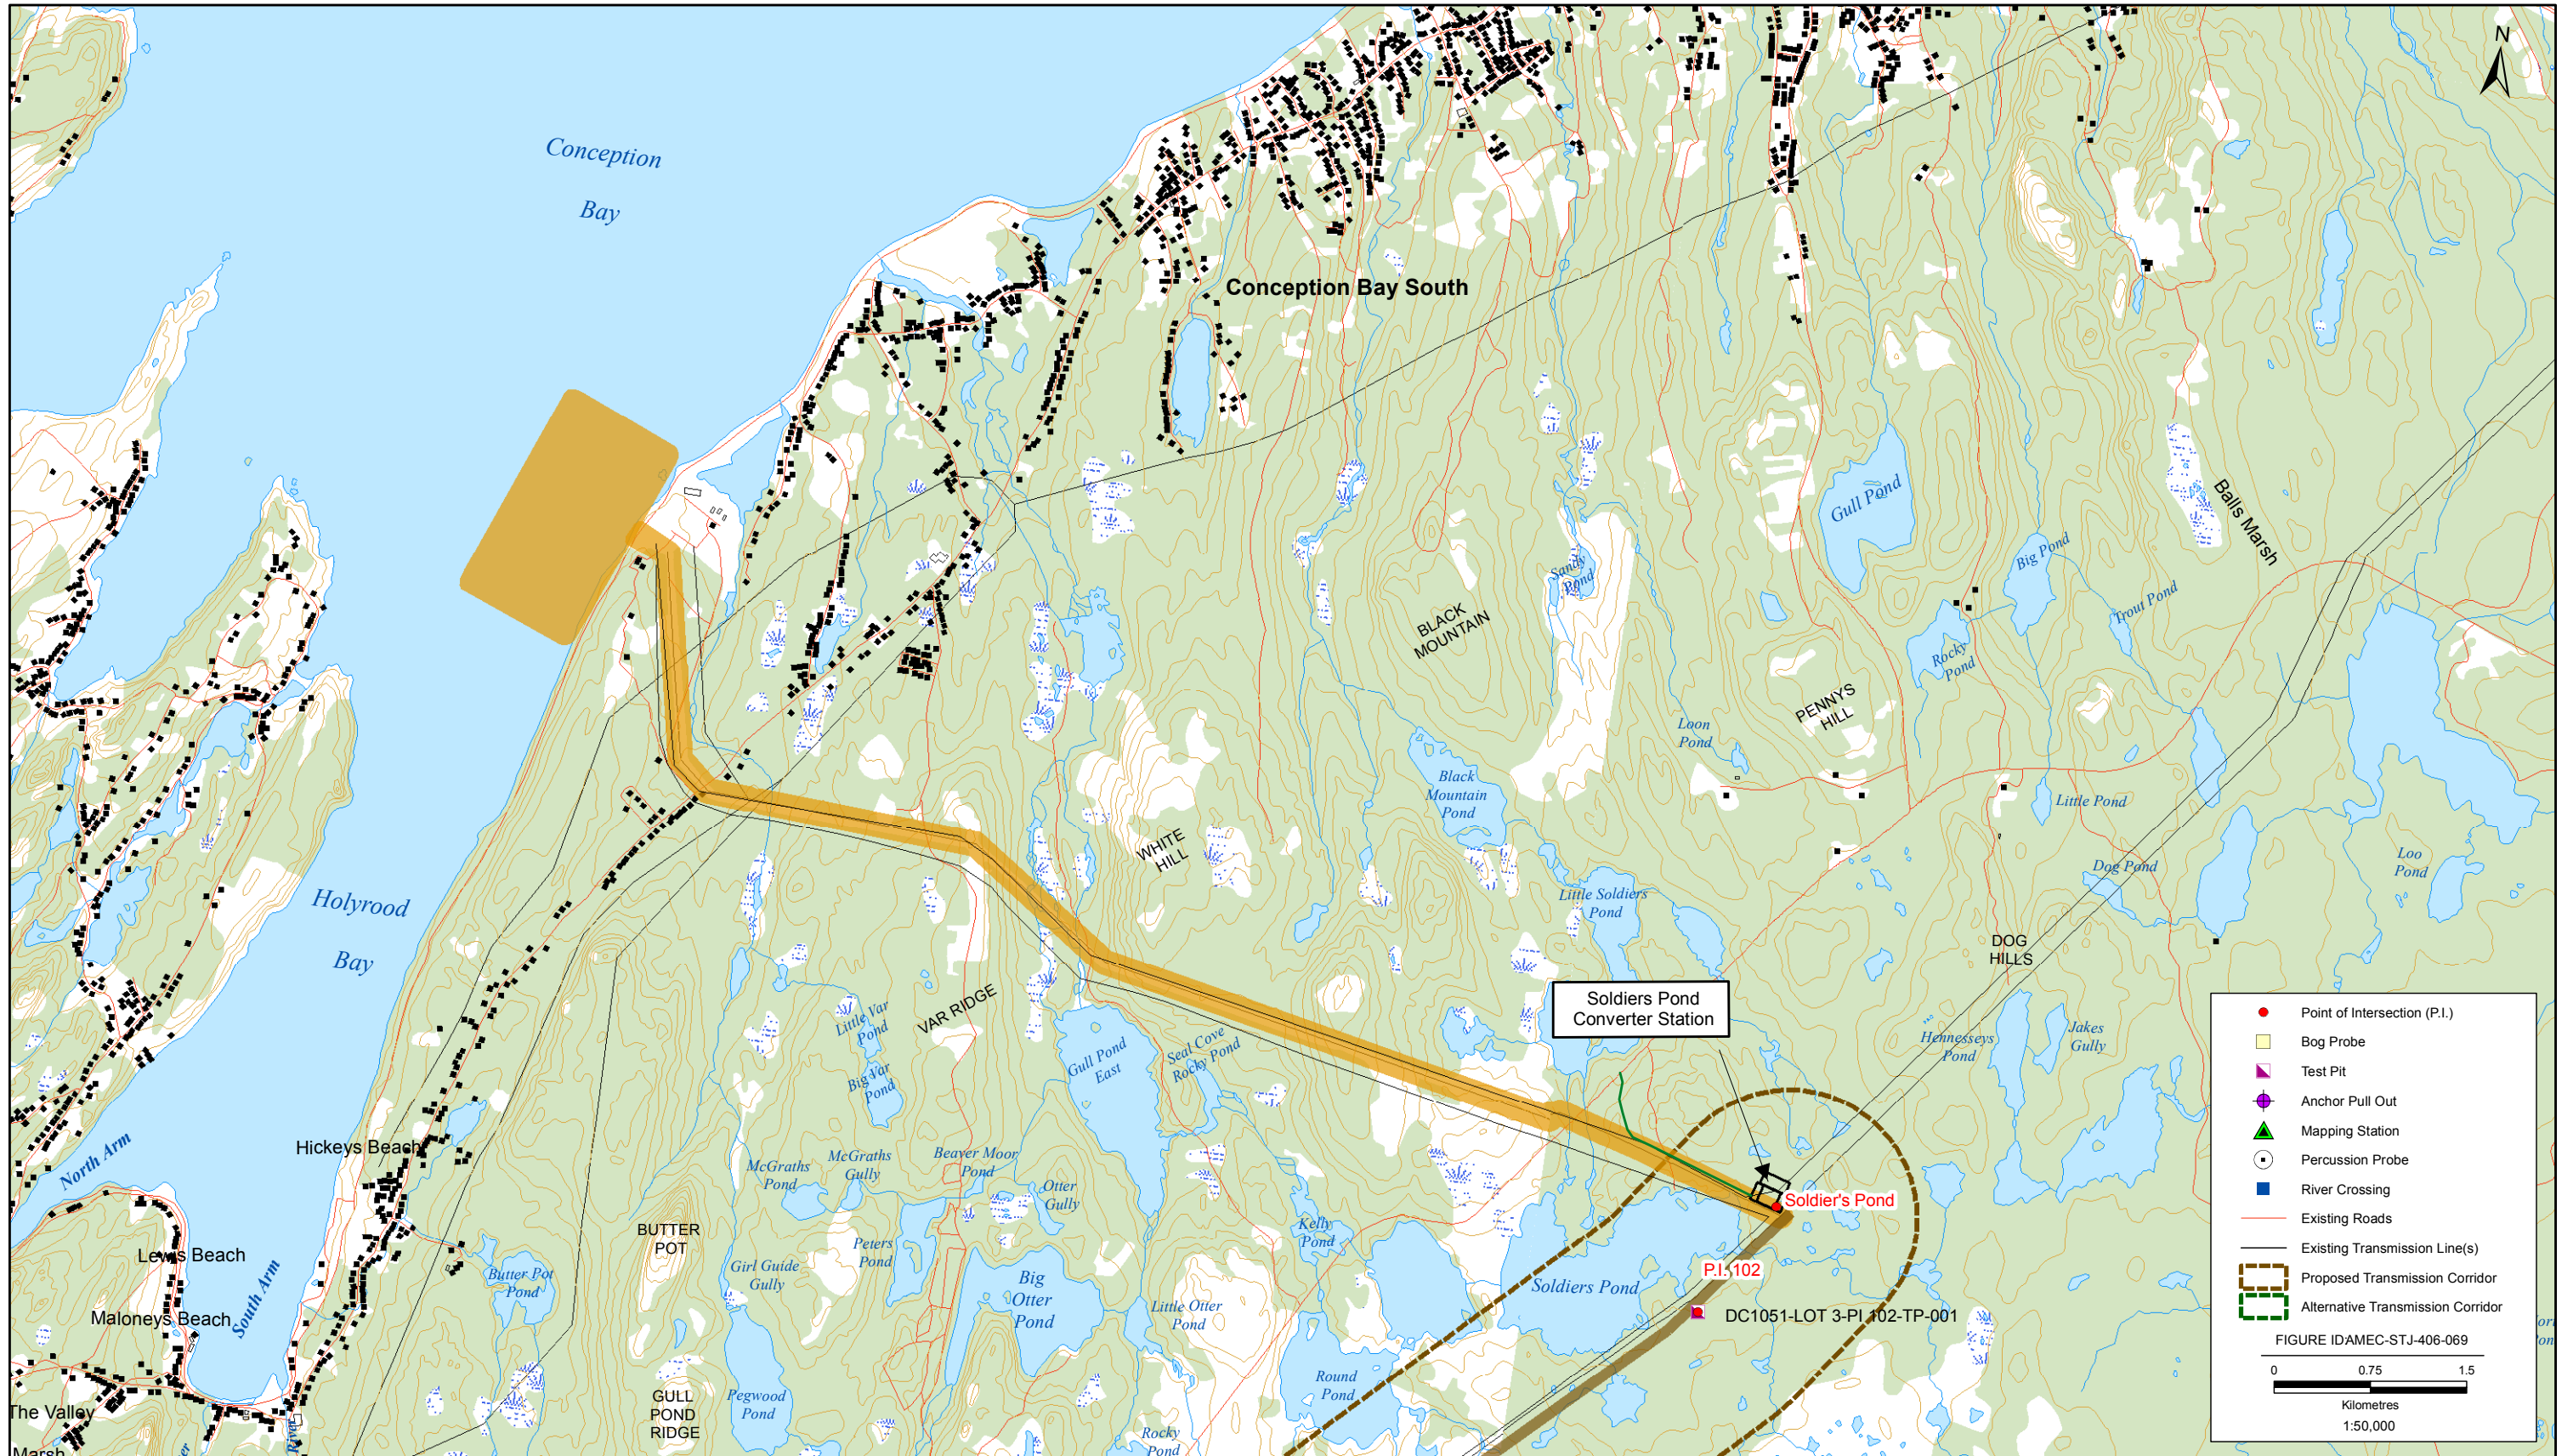 N
Conception
Bay
Conception Bay South
Gull Pond
Balls Marsh
Big Pond
Sandy
Pond
Trout Pond
BLACK
MOUNTAIN
Rocky
Pond
PENNYS
HILL
Loon
Pond
Black
Mountain
Pond
Little Pond
WHITE
HILL
Dog Pond
Loo
Pond
Little Soldiers
Pond
Holyrood
Bay
DOG
HILLS
VAR RIDGE
Little Var
Pond
Big Var
Pond
Gull Pond
East
Seal Cove
Rocky Pond
Soldiers Pond
Converter Station
Hennesseys
Pond
Jakes
Gully
North Arm
Hickeys Beach
McGraths
Pond
McGraths
Gully
Beaver Moor
Pond
Otter
Gully
Soldier's Pond
BUTTER
POT
Kelly
Pond
Lewis Beach
South Arm
Butter Pot
Pond
Girl Guide
Gully
Peters
Pond
Big
Otter
Pond
Little Otter
Pond
Soldiers Pond
P.I. 102
DC1051-LOT 3-PI 102-TP-001
Maloneys Beach
Round
Pond
The Valley
GULL
POND
RIDGE
Pegwood
Pond
Rocky
Pond
Marsh
River
Point of Intersection (P.I.)
Bog Probe
Test Pit
Anchor Pull Out
Mapping Station
Percussion Probe
River Crossing
Existing Roads
Existing Transmission Line(s)
Proposed Transmission Corridor
Alternative Transmission Corridor
FIGURE ID:AMEC-STJ-406-069
0 0.75 1.5
Kilometres
1:50,000